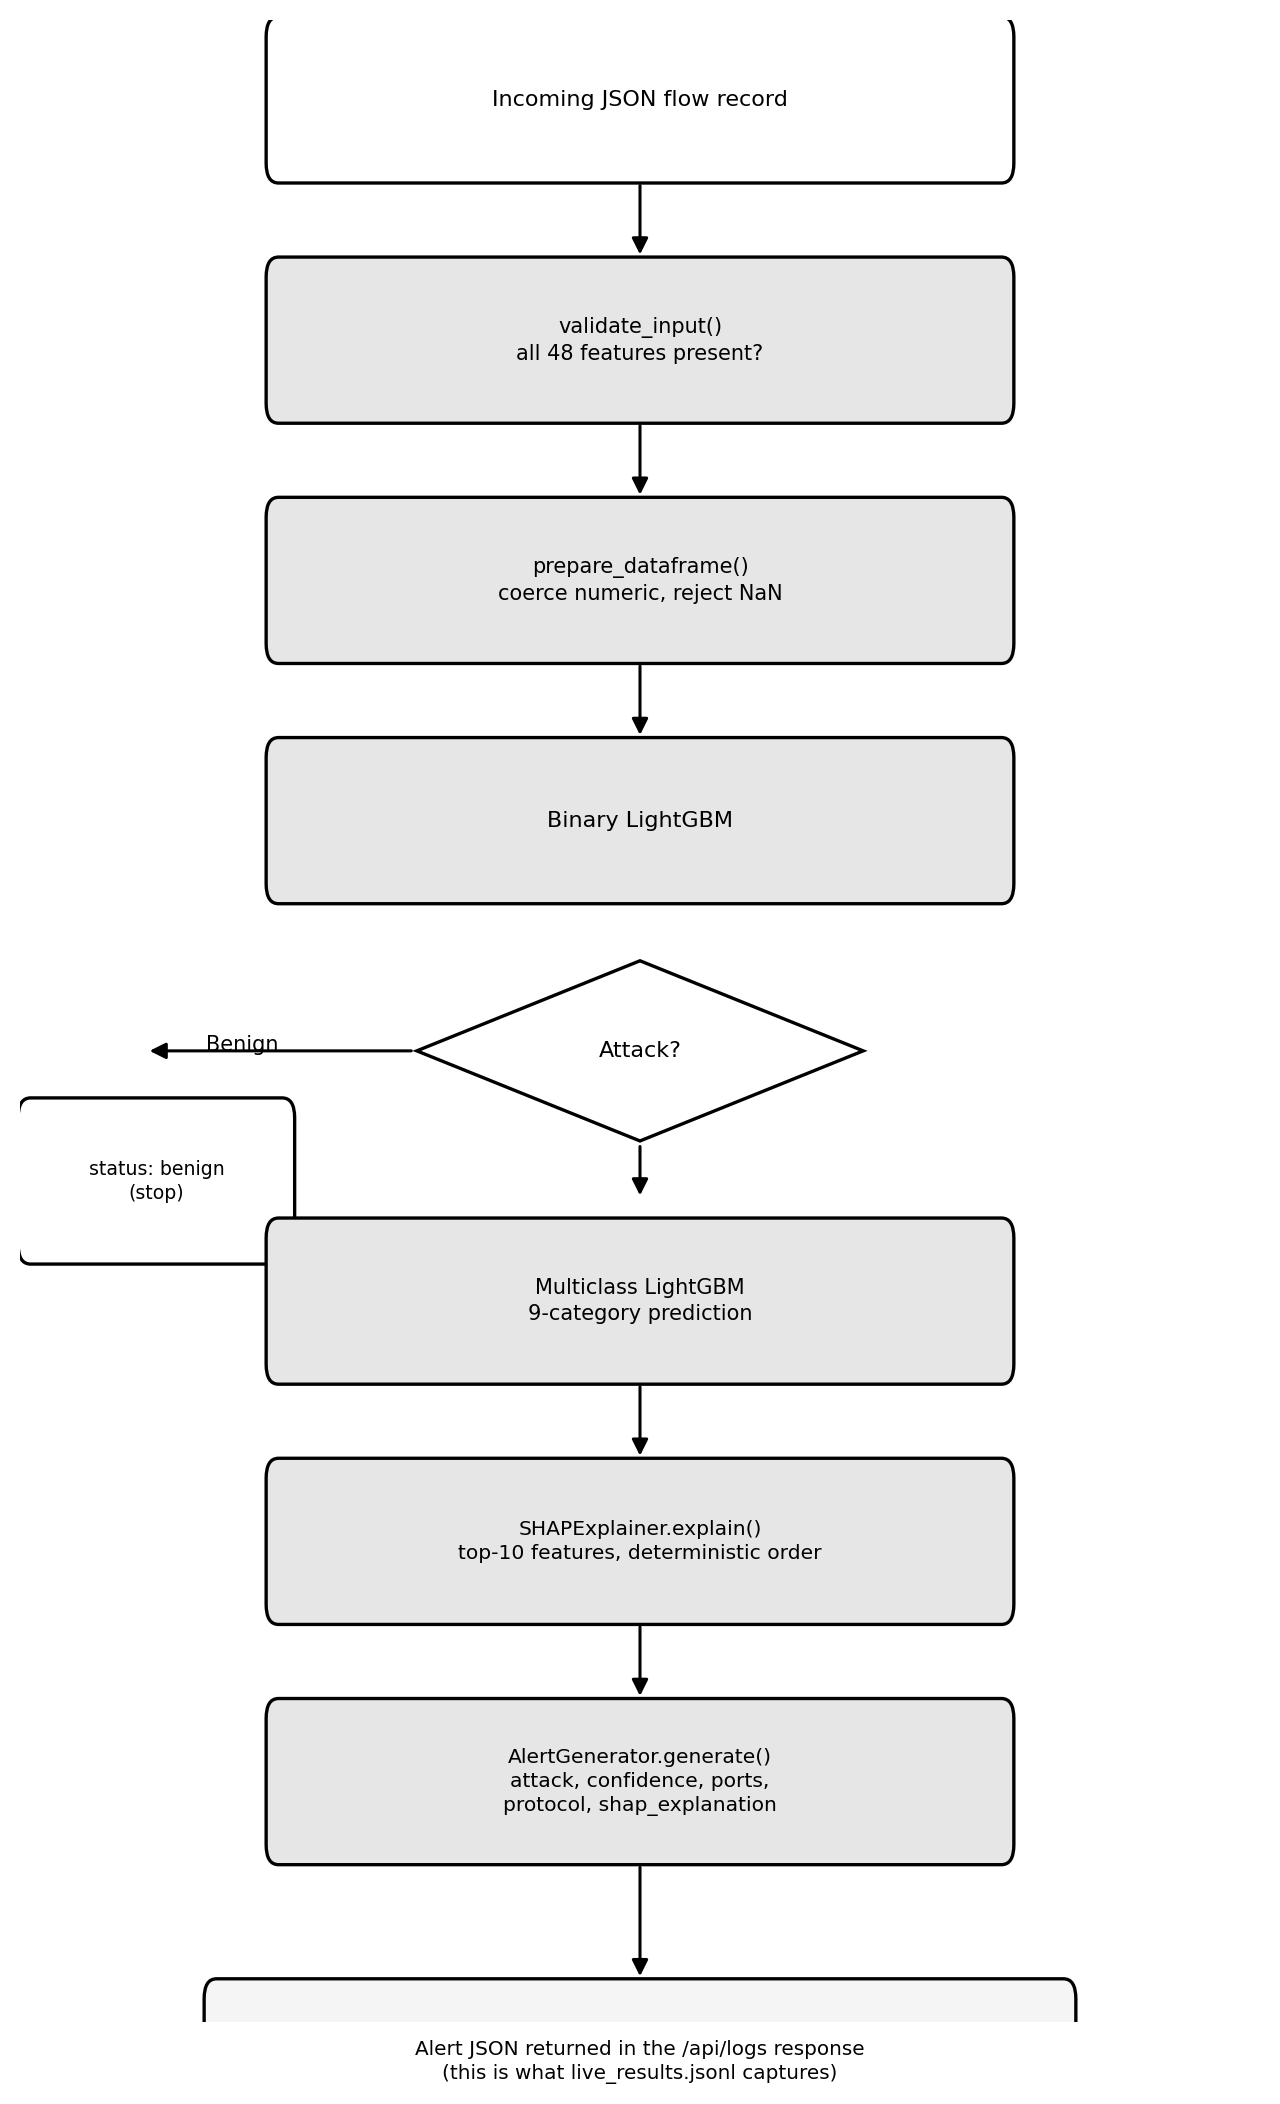 Incoming JSON flow record
validate_input()
all 48 features present?
prepare_dataframe()
coerce numeric, reject NaN
Binary LightGBM
Attack?
Benign
status: benign
(stop)
Multiclass LightGBM
9-category prediction
SHAPExplainer.explain()
top-10 features, deterministic order
AlertGenerator.generate()
attack, confidence, ports,
protocol, shap_explanation
Alert JSON returned in the /api/logs response
(this is what live_results.jsonl captures)